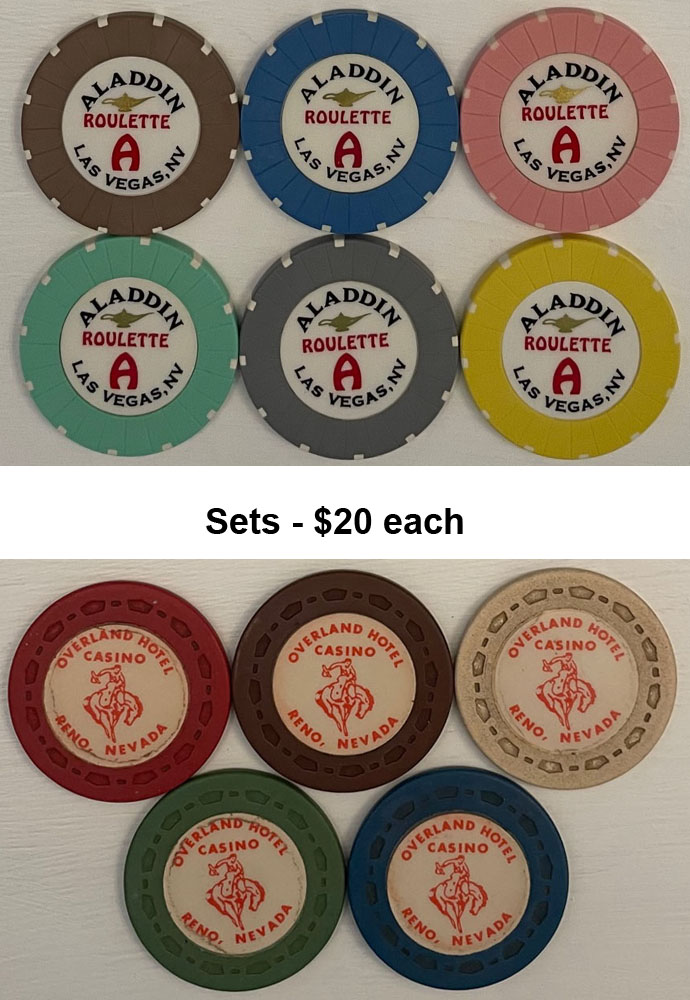 ALADDIN
ROULETTE
A
LAS VEGAS, NV
ALADDIN
ROULETTE
A
LAS VEGAS, NV
ALADDIN
ROULETTE
A
LAS VEGAS, NV
ALADDIN
ROULETTE
A
LAS VEGAS, NV
ALADDIN
ROULETTE
A
LAS VEGAS, NV
ALADDIN
ROULETTE
A
LAS VEGAS, NV
Sets - $20 each
OVERLAND HOTEL
CASINO
RENO, NEVADA
OVERLAND HOTEL
CASINO
RENO, NEVADA
OVERLAND HOTEL
CASINO
RENO, NEVADA
OVERLAND HOTEL
CASINO
RENO, NEVADA
OVERLAND HOTEL
CASINO
RENO, NEVADA